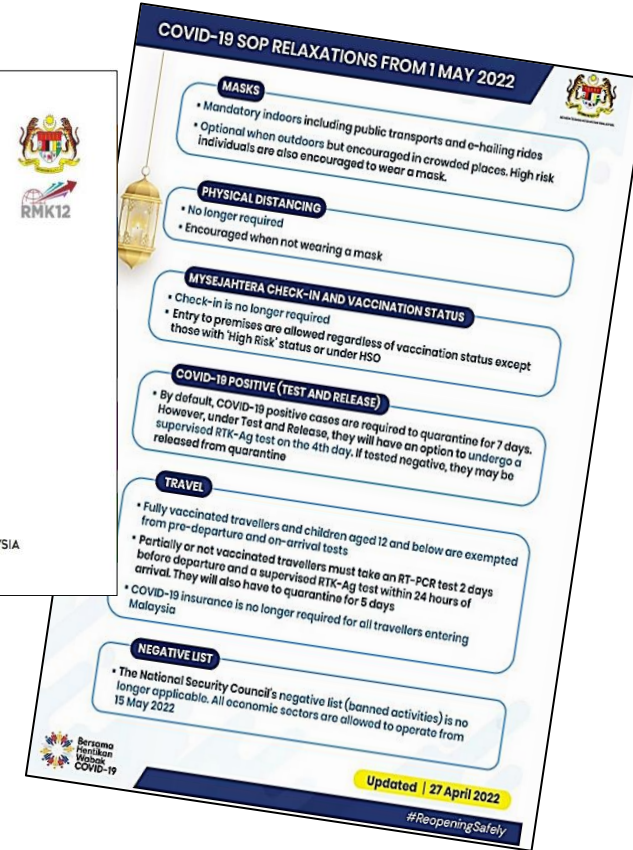 RMK12
YSIA
COVID-19 SOP RELAXATIONS FROM 1 MAY 2022
MASKS
• Mandatory indoors including public transports and e-hailing rides
• Optional when outdoors but encouraged in crowded places. High risk
individuals are also encouraged to wear a mask.
PHYSICAL DISTANCING
• No longer required
• Encouraged when not wearing a mask
MYSEJAHTERA CHECK-IN AND VACCINATION STATUS
• Check-in is no longer required
• Entry to premises are allowed regardless of vaccination status except
those with 'High Risk' status or under HSO
COVID-19 POSITIVE (TEST AND RELEASE)
• By default, COVID-19 positive cases are required to quarantine for 7 days.
However, under Test and Release, they will have an option to undergo a
supervised RTK-Ag test on the 4th day. If tested negative, they may be
released from quarantine
TRAVEL
• Fully vaccinated travellers and children aged 12 and below are exempted
from pre-departure and on-arrival tests
• Partially or not vaccinated travellers must take an RT-PCR test 2 days
before departure and a supervised RTK-Ag test within 24 hours of
arrival. They will also have to quarantine for 5 days
• COVID-19 insurance is no longer required for all travellers entering
Malaysia
NEGATIVE LIST
• The National Security Council's negative list (banned activities) is no
longer applicable. All economic sectors are allowed to operate from
15 May 2022
Bersama
Hentikan
Wabak
COVID-19
Updated | 27 April 2022
#ReopeningSafely